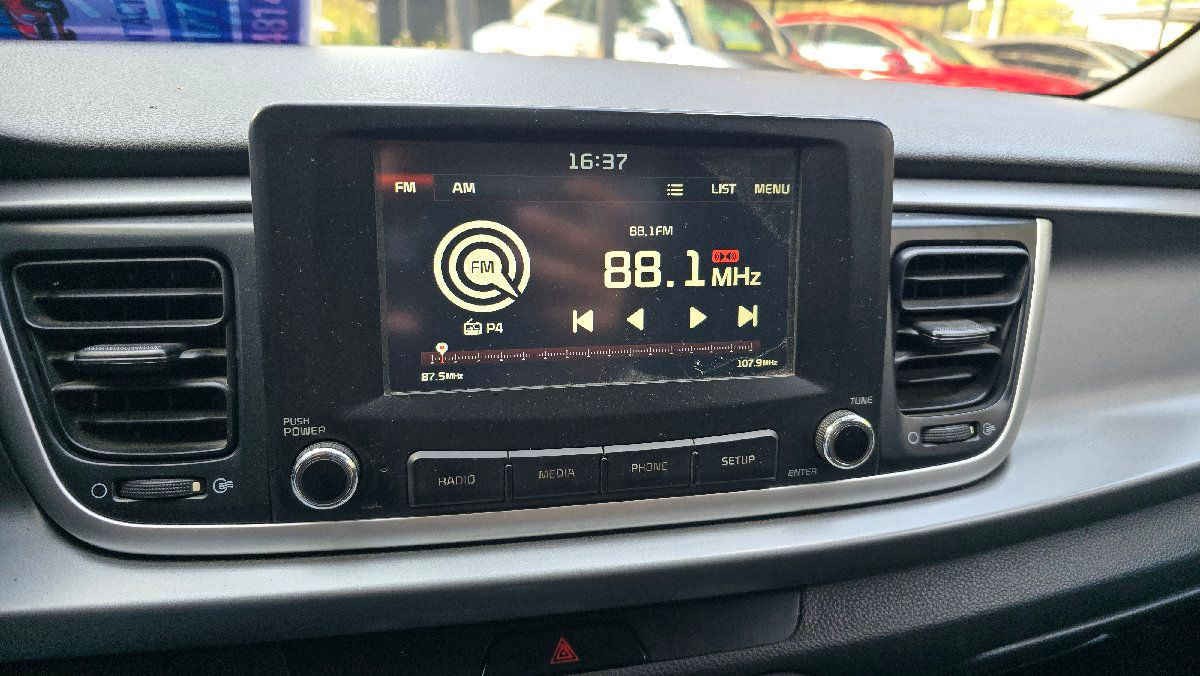 16:37
FM AM LIST MENU
88.1FM
FM
88.1 MHz
P4
87.5MHz 107.9MHz
PUSH
POWER
TUNE
RADIO MEDIA PHONE SETUP
ENTER